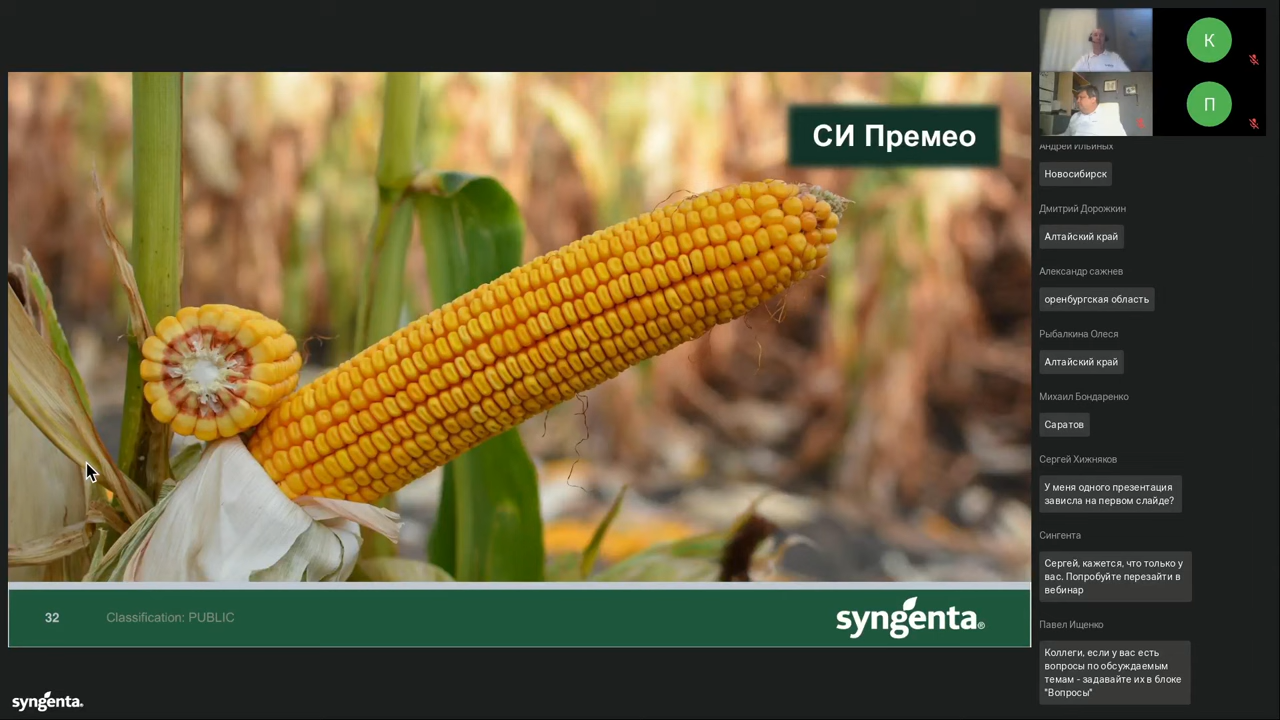 СИ Премео
32
Classification: PUBLIC
syngenta®
syngenta.
К
П
Андрей Ильиных
Новосибирск
Дмитрий Дорожкин
Алтайский край
Александр сажнев
оренбургская область
Рыбалкина Олеся
Алтайский край
Михаил Бондаренко
Саратов
Сергей Хижняков
У меня одного презентация
зависла на первом слайде?
Сингента
Сергей, кажется, что только у
вас. Попробуйте перезайти в
вебинар
Павел Ищенко
Коллеги, если у вас есть
вопросы по обсуждаемым
темам - задавайте их в блоке
"Вопросы"